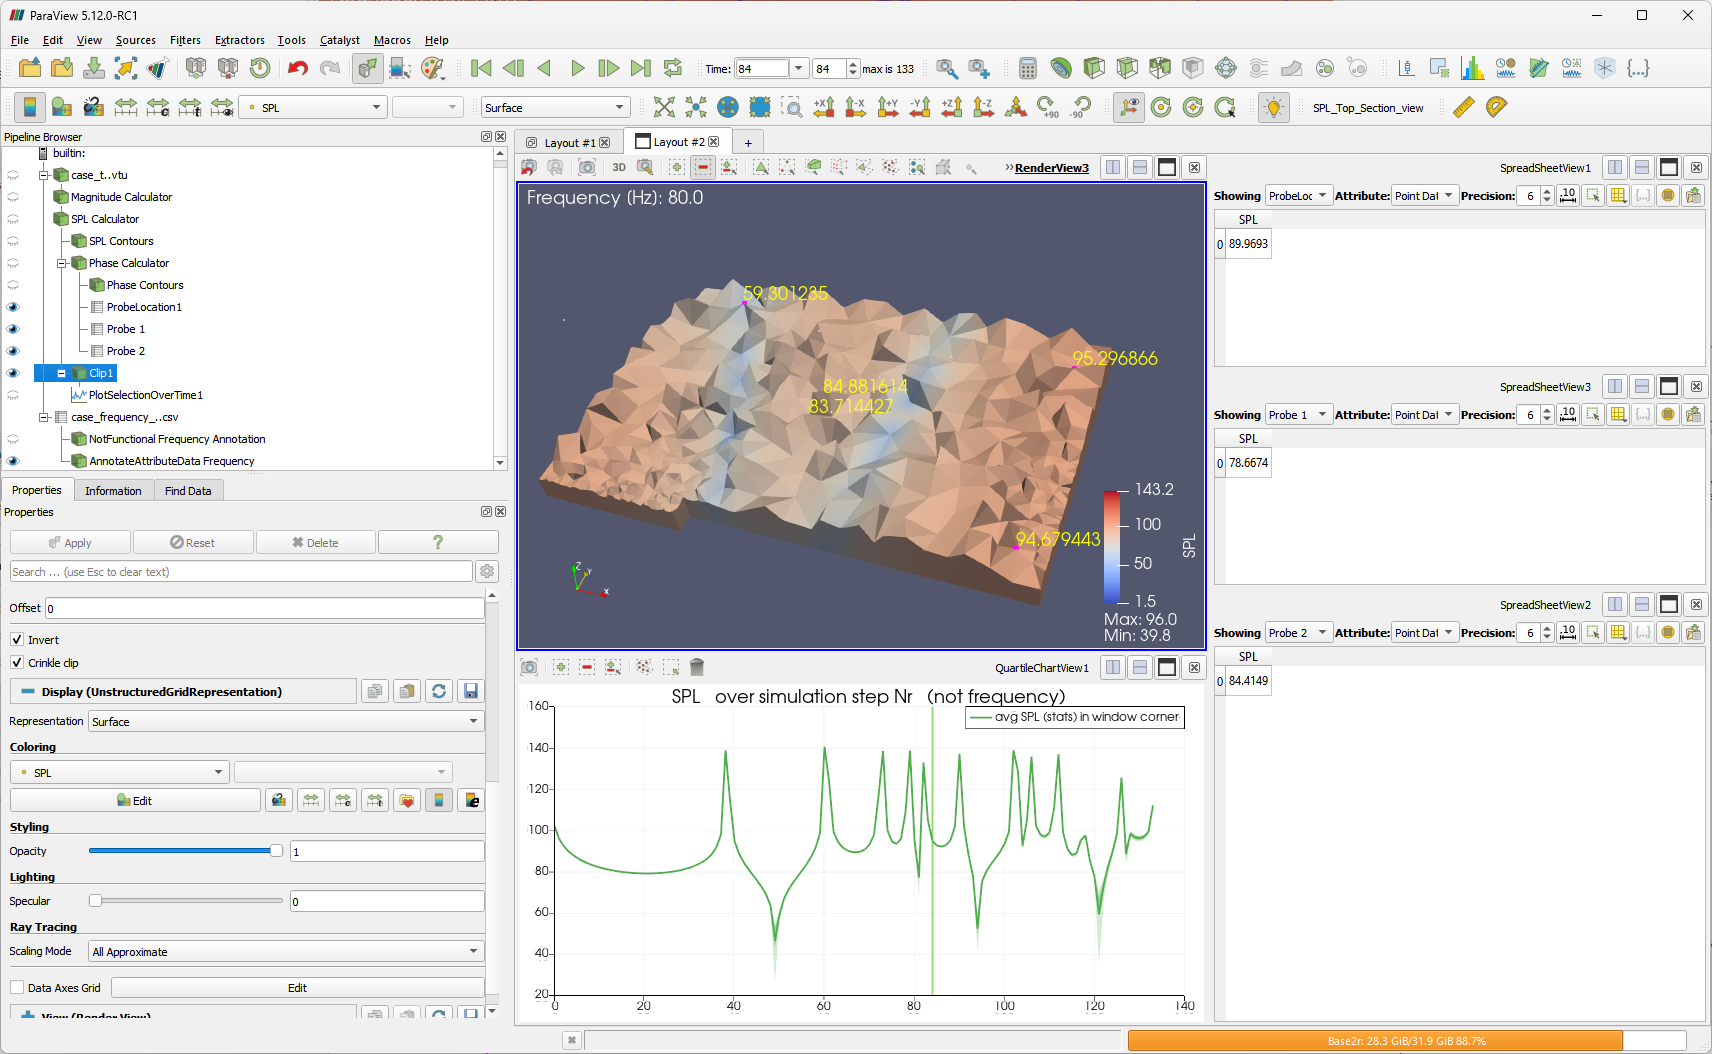 ParaView 5.12.0-RC1
File Edit View Sources Filters Extractors Tools Catalyst Macros Help
Time: 84 84 max is 133
SPL Surface +X -X +Y -Y +Z -Z +90 -90 SPL_Top_Section_view
Pipeline Browser
builtin:
case_t..vtu
Magnitude Calculator
SPL Calculator
SPL Contours
Phase Calculator
Phase Contours
ProbeLocation1
Probe 1
Probe 2
Clip1
PlotSelectionOverTime1
case_frequency_..csv
NotFunctional Frequency Annotation
AnnotateAttributeData Frequency
Properties Information Find Data
Properties
Apply Reset Delete ?
Search ... (use Esc to clear text)
Offset 0
Invert
Crinkle clip
Display (UnstructuredGridRepresentation)
Representation Surface
Coloring
SPL
Edit
Styling
Opacity 1
Lighting
Specular 0
Ray Tracing
Scaling Mode All Approximate
Data Axes Grid Edit
View (Render View)
Layout #1 Layout #2 +
3D RenderView3
Frequency (Hz): 80.0
59.301235
95.296866
84.881614
83.714427
94.679443
143.2
100
50
1.5
SPL
Max: 96.0
Min: 39.8
Z Y X
QuartileChartView1
SPL over simulation step Nr (not frequency)
avg SPL (stats) in window corner
160
140
120
100
80
60
40
20
0 20 40 60 80 100 120 140
SpreadSheetView1
Showing ProbeLoc Attribute: Point Dat Precision: 6 .10
SPL
0 89.9693
SpreadSheetView3
Showing Probe 1 Attribute: Point Dat Precision: 6 .10
SPL
0 78.6674
SpreadSheetView2
Showing Probe 2 Attribute: Point Dat Precision: 6 .10
SPL
0 84.4149
Base2r: 28.3 GiB/31.9 GiB 88.7%